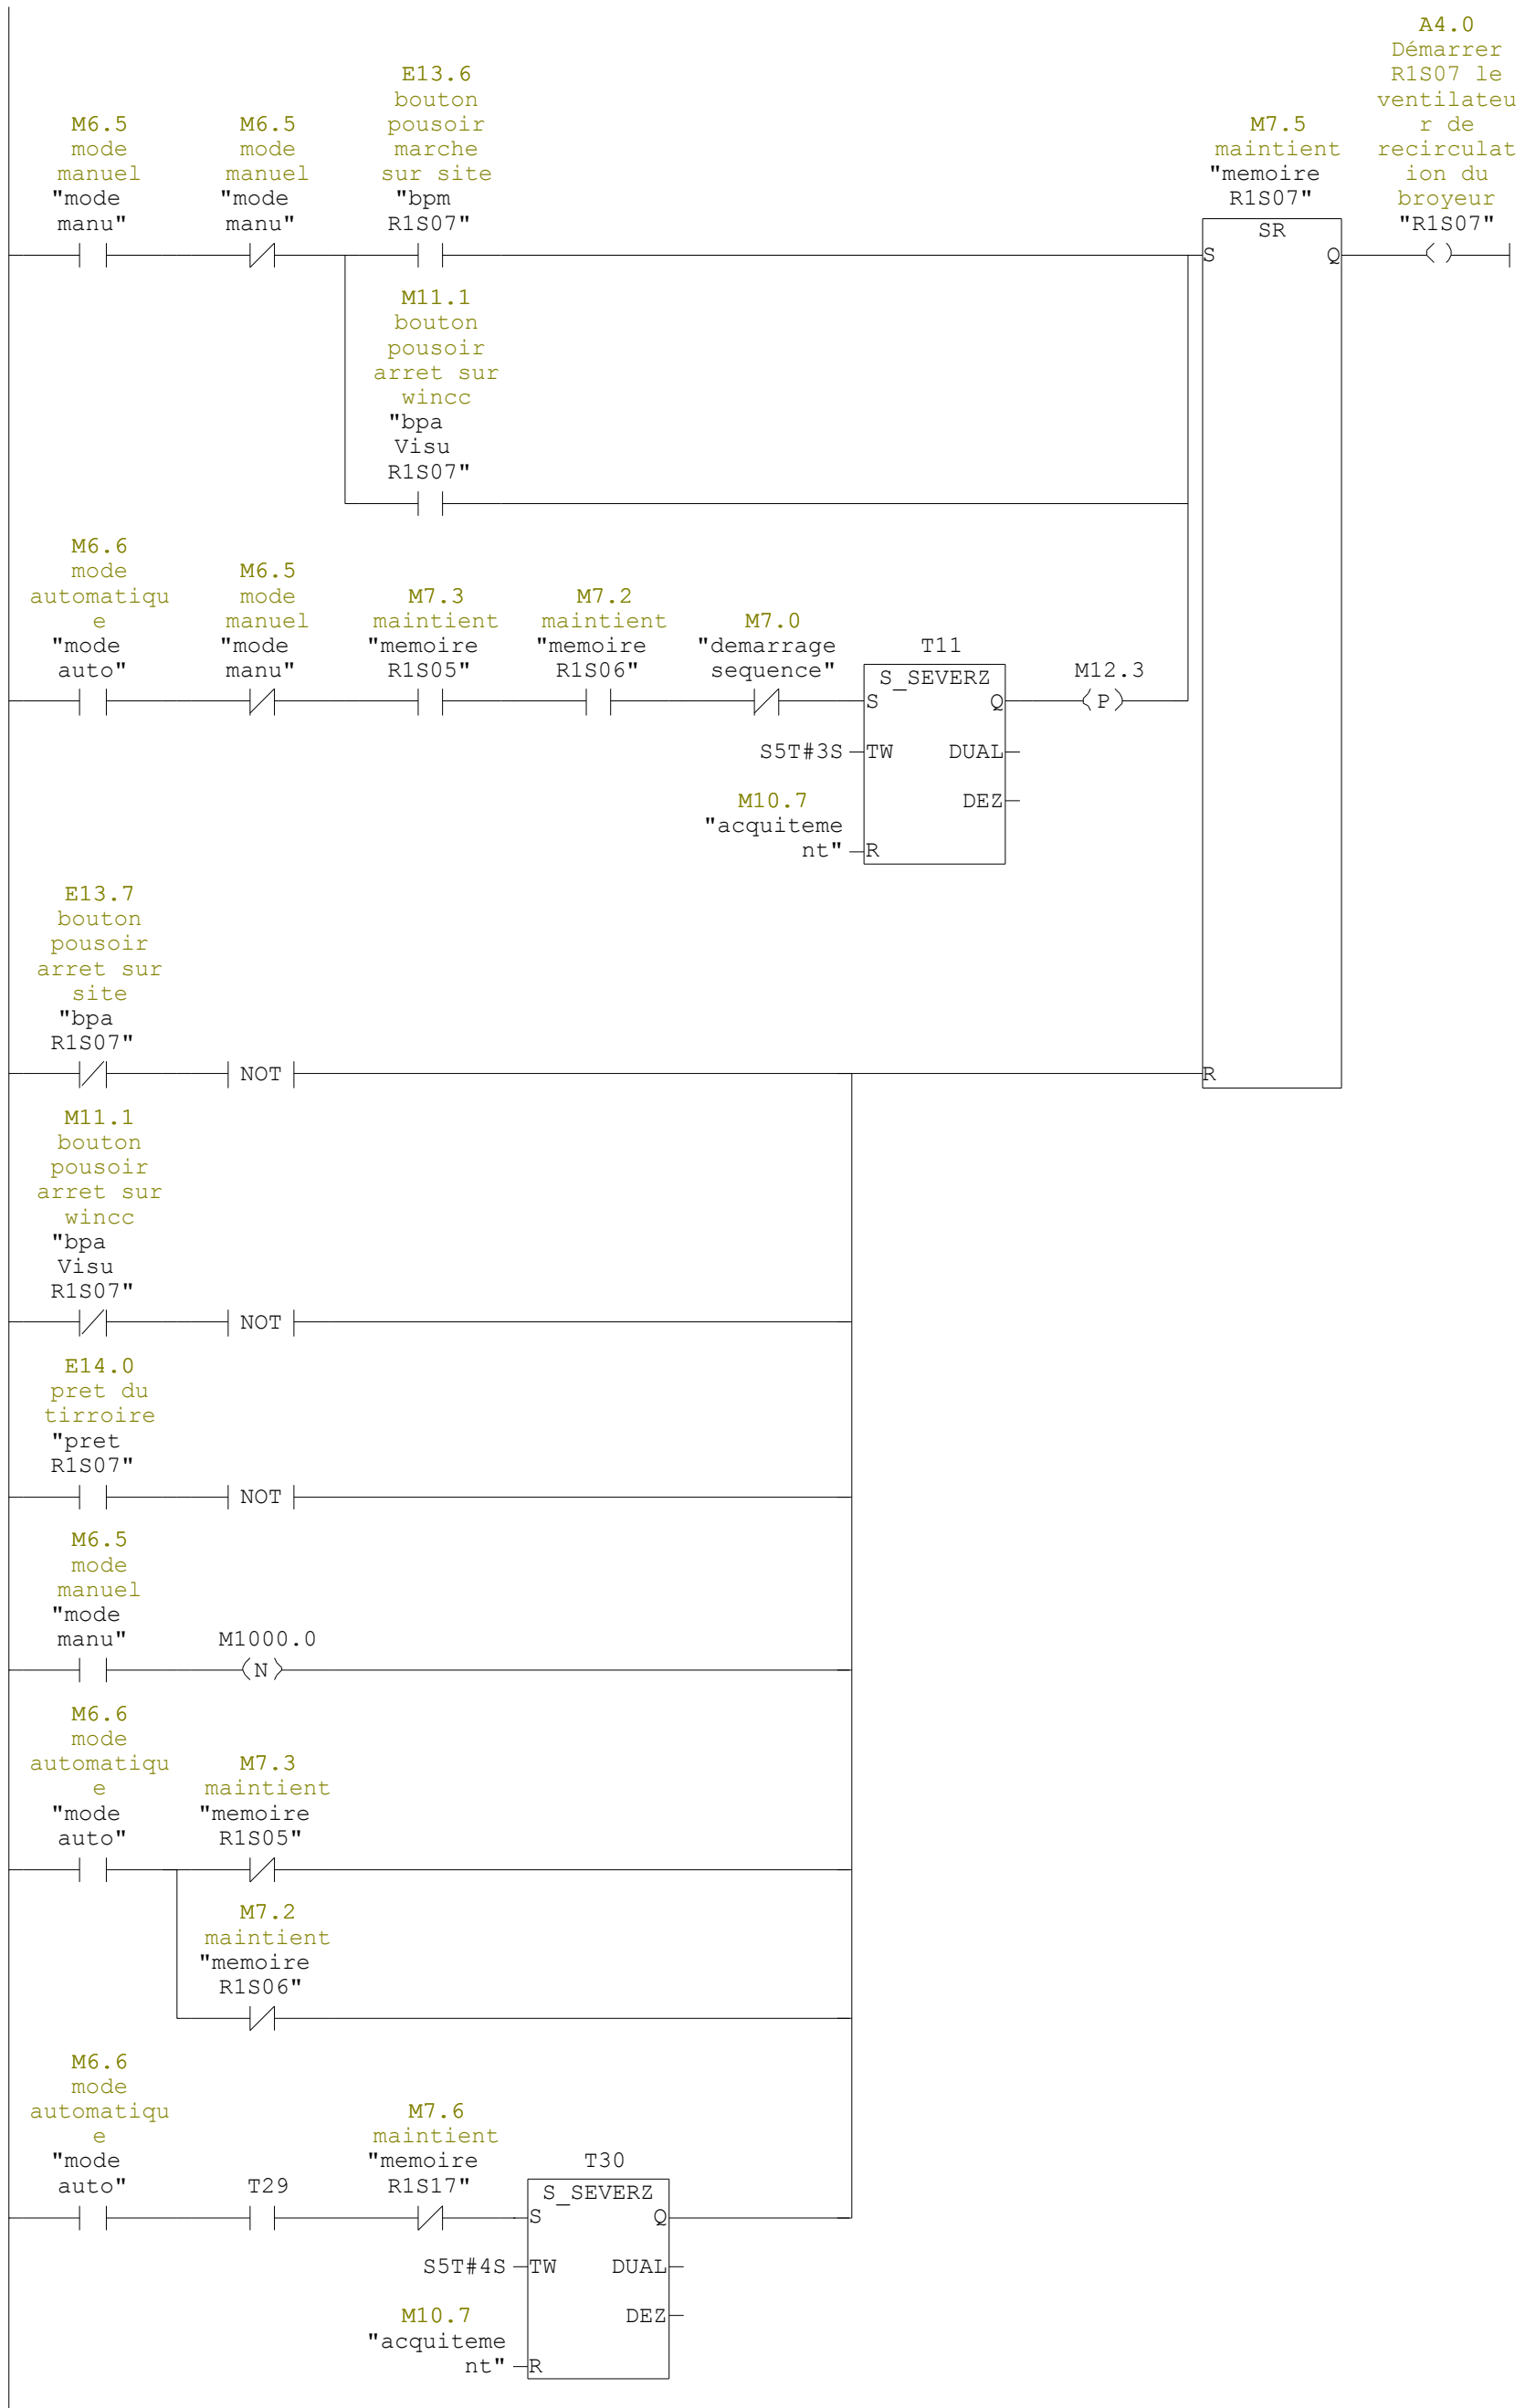 A4.0
Démarrer
R1S07 le
ventilateu
r de
recirculat
ion du
broyeur
"R1S07"
M6.5
mode
manuel
"mode
manu"
M6.5
mode
manuel
"mode
manu"
E13.6
bouton
pousoir
marche
sur site
"bpm
R1S07"
M7.5
maintient
"memoire
R1S07"
SR
S
Q
( )
M11.1
bouton
pousoir
arret sur
wincc
"bpa
Visu
R1S07"
M6.6
mode
automatiqu
e
"mode
auto"
M6.5
mode
manuel
"mode
manu"
M7.3
maintient
"memoire
R1S05"
M7.2
maintient
"memoire
R1S06"
M7.0
"demarrage
sequence"
T11
S_SEVERZ
S
Q
M12.3
(P)
S5T#3S
TW
DUAL
M10.7
"acquiteme
nt"
DEZ
R
E13.7
bouton
pousoir
arret sur
site
"bpa
R1S07"
NOT
R
M11.1
bouton
pousoir
arret sur
wincc
"bpa
Visu
R1S07"
NOT
E14.0
pret du
tirroire
"pret
R1S07"
NOT
M6.5
mode
manuel
"mode
manu"
M1000.0
(N)
M6.6
mode
automatiqu
e
"mode
auto"
M7.3
maintient
"memoire
R1S05"
M7.2
maintient
"memoire
R1S06"
M6.6
mode
automatiqu
e
"mode
auto"
T29
M7.6
maintient
"memoire
R1S17"
T30
S_SEVERZ
S
Q
S5T#4S
TW
DUAL
M10.7
"acquiteme
nt"
DEZ
R